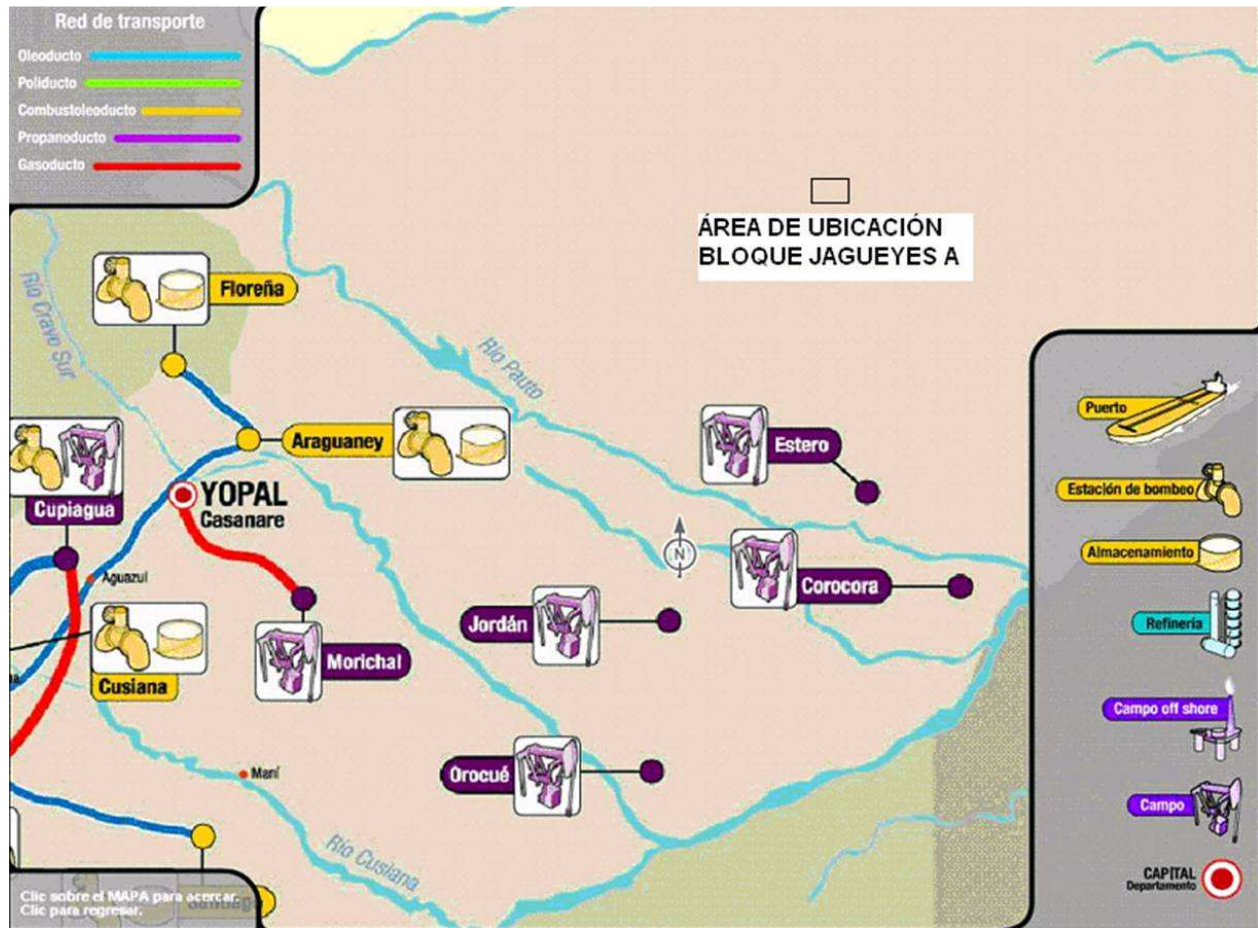 Red de transporte
Oleoducto
Poliducto
Combustoleoducto
Propanoducto
Gasoducto
ÁREA DE UBICACIÓN
BLOQUE JAGUEYES A
Río Cravo Sur
Floreña
Río Pauto
Araguaney
Estero
Cupiagua
YOPAL
Casanare
Aguazul
Corocora
N
Jordán
Morichal
Cusiana
Orocué
Maní
Río Cusiana
Santiago
Clic sobre el MAPA para acercar.
Clic para regresar.
Puerto
Estación de bombeo
Almacenamiento
Refinería
Campo off shore
Campo
CAPITAL
Departamento